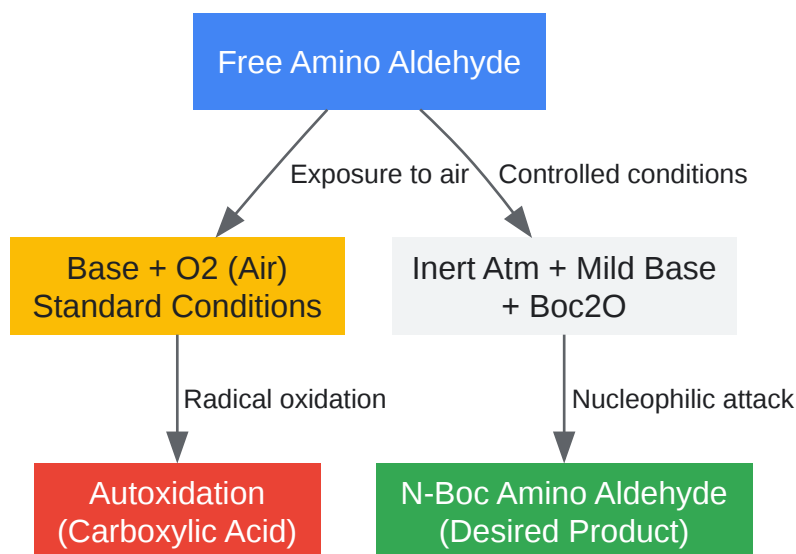 Free Amino Aldehyde
Exposure to air
Controlled conditions
Base + O2 (Air)
Standard Conditions
Inert Atm + Mild Base
+ Boc2O
Radical oxidation
Nucleophilic attack
Autoxidation
(Carboxylic Acid)
N-Boc Amino Aldehyde
(Desired Product)